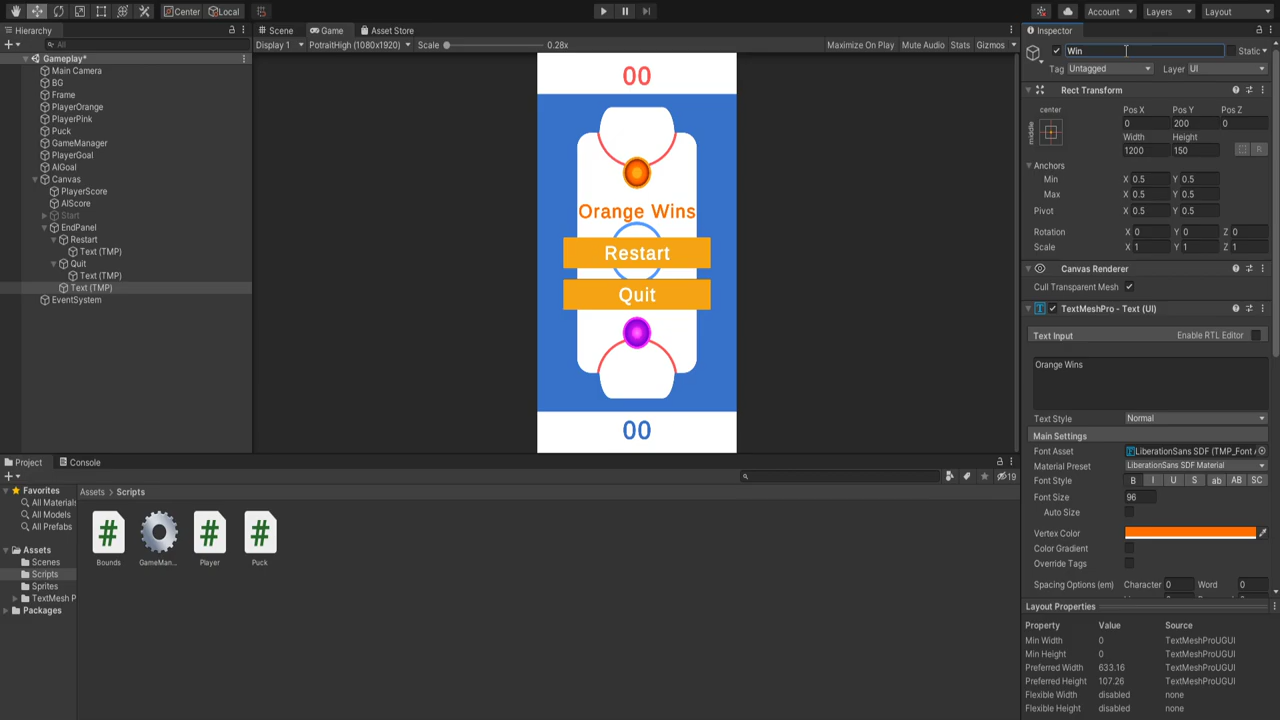 Center
Local
Account
Layers
Layout
Hierarchy
All
Gameplay*
Main Camera
BG
Frame
PlayerOrange
PlayerPink
Puck
GameManager
PlayerGoal
AIGoal
Canvas
PlayerScore
AIScore
Start
EndPanel
Restart
Text (TMP)
Quit
Text (TMP)
Text (TMP)
EventSystem
Scene
Game
Asset Store
Display 1
PotraitHigh (1080x1920)
Scale
0.28x
Maximize On Play
Mute Audio
Stats
Gizmos
00
Orange Wins
Restart
Quit
00
Project
Console
19
Favorites
All Materials
All Models
All Prefabs
Assets
Scenes
Scripts
Sprites
TextMesh P
Packages
Assets > Scripts
Bounds
GameMan...
Player
Puck
Inspector
Win
Static
Tag Untagged
Layer UI
Rect Transform
center
middle
Pos X Pos Y Pos Z
0 200 0
Width Height
1200 150
R
Anchors
Min X 0.5 Y 0.5
Max X 0.5 Y 0.5
Pivot X 0.5 Y 0.5
Rotation X 0 Y 0 Z 0
Scale X 1 Y 1 Z 1
Canvas Renderer
Cull Transparent Mesh
TextMeshPro - Text (UI)
Text Input
Enable RTL Editor
Orange Wins
Text Style Normal
Main Settings
Font Asset LiberationSans SDF (TMP_Font A
Material Preset LiberationSans SDF Material
Font Style B I U S ab AB SC
Font Size 96
Auto Size
Vertex Color
Color Gradient
Override Tags
Spacing Options (em) Character 0 Word 0
Layout Properties
Property Value Source
Min Width 0 TextMeshProUGUI
Min Height 0 TextMeshProUGUI
Preferred Width 633.16 TextMeshProUGUI
Preferred Height 107.26 TextMeshProUGUI
Flexible Width disabled none
Flexible Height disabled none